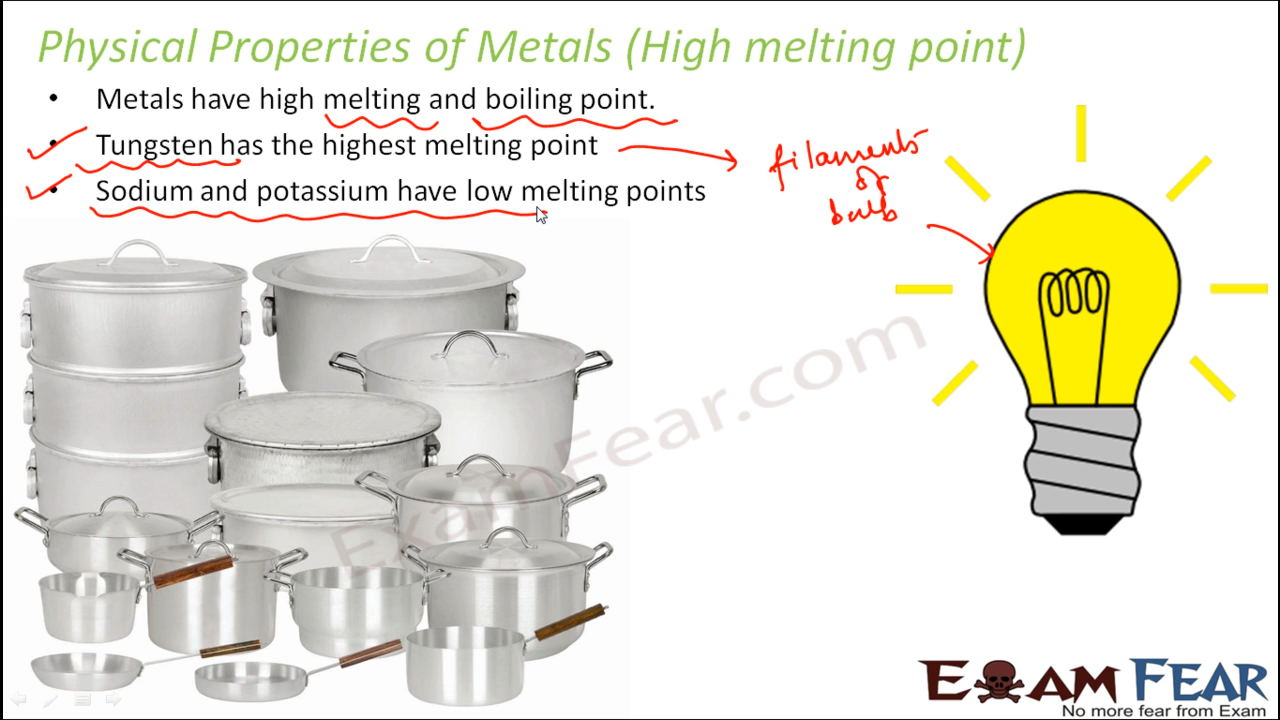 Physical Properties of Metals (High melting point)
• Metals have high melting and boiling point.
• Tungsten has the highest melting point
• Sodium and potassium have low melting points
filaments
of
bulb
ExamFear.com
EXAM FEAR
No more fear from Exam